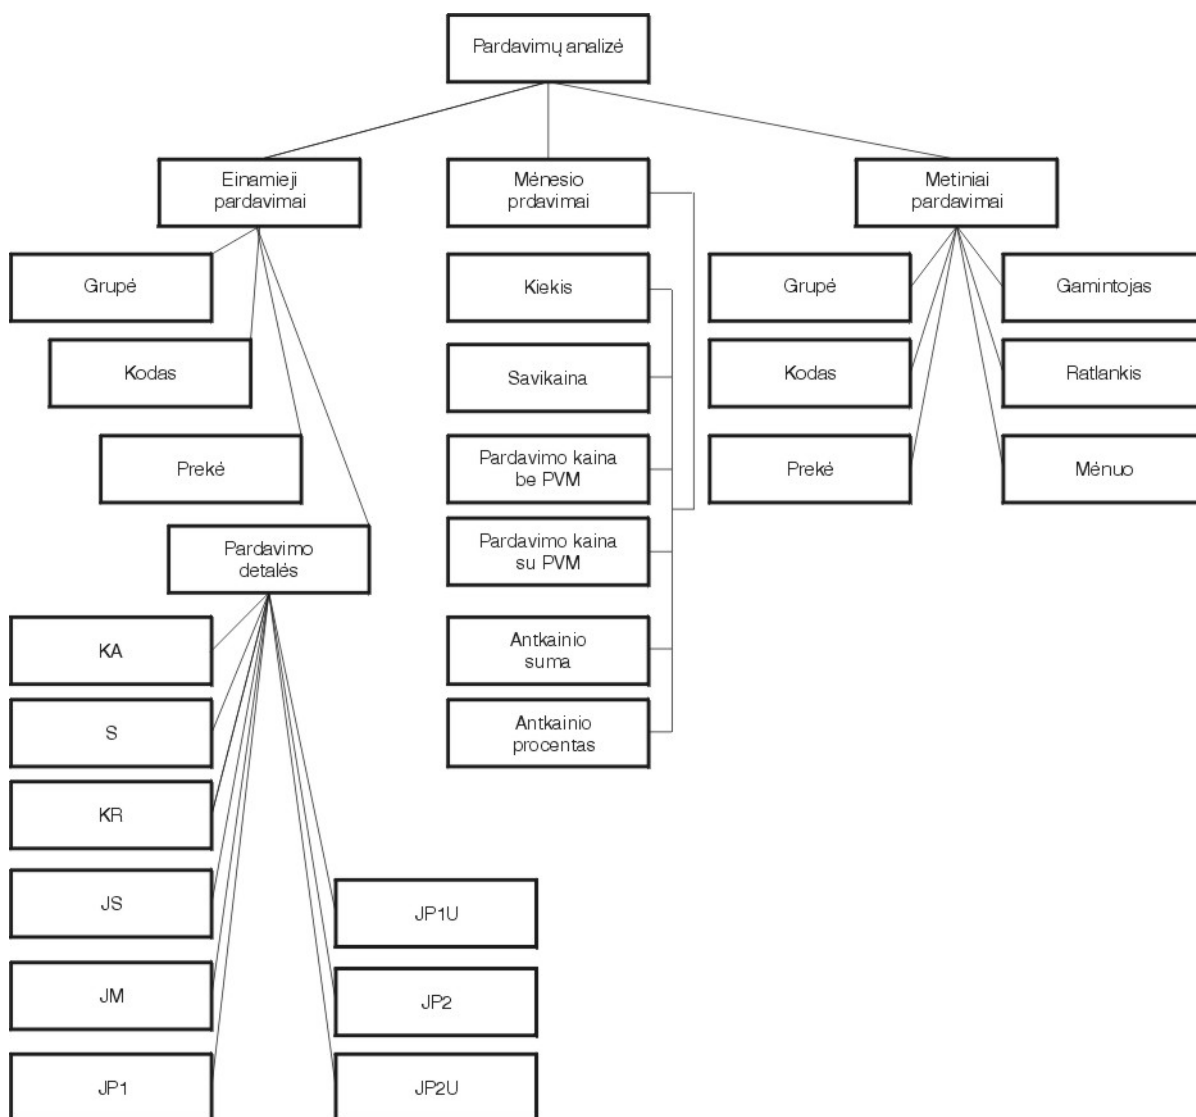 Pardavimų analizė
Einamieji
pardavimai
Mėnesio
prdavimai
Metiniai
pardavimai
Grupė
Kodas
Prekė
Pardavimo
detalės
KA
S
KR
JS
JM
JP1
JP1U
JP2
JP2U
Kiekis
Savikaina
Pardavimo kaina
be PVM
Pardavimo kaina
su PVM
Antkainio
suma
Antkainio
procentas
Grupė
Kodas
Prekė
Gamintojas
Ratlankis
Mėnuo